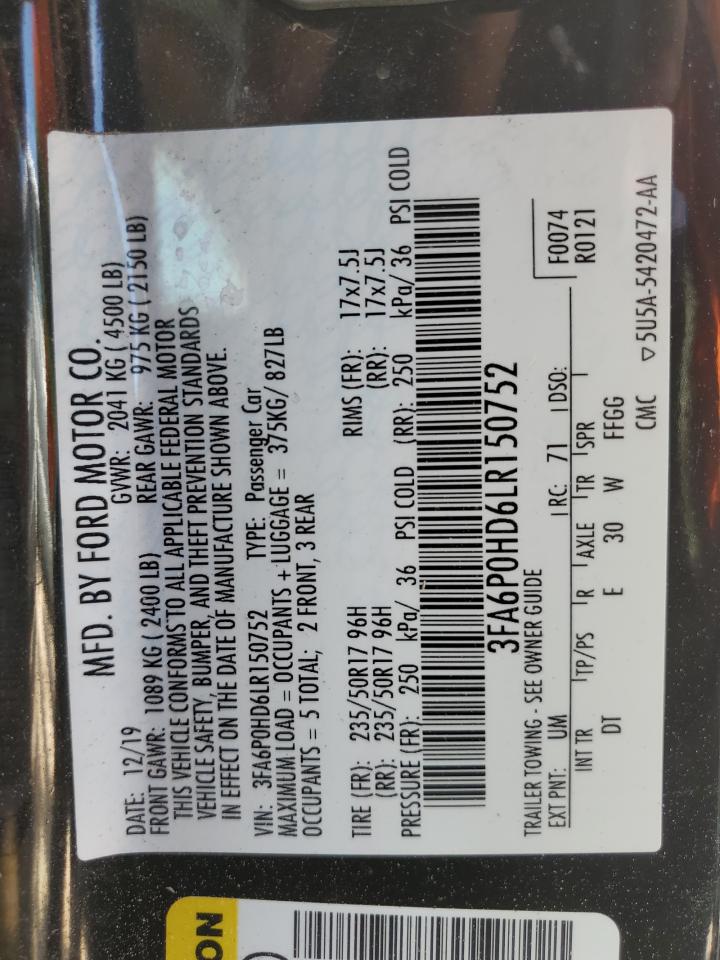 MFD. BY FORD MOTOR CO.
DATE: 12/19 GVWR: 2041 KG ( 4500 LB)
FRONT GAWR: 1089 KG ( 2400 LB) REAR GAWR: 975 KG ( 2150 LB)
THIS VEHICLE CONFORMS TO ALL APPLICABLE FEDERAL MOTOR
VEHICLE SAFETY, BUMPER, AND THEFT PREVENTION STANDARDS
IN EFFECT ON THE DATE OF MANUFACTURE SHOWN ABOVE.
VIN: 3FA6P0HD6LR150752 TYPE: Passenger Car
MAXIMUM LOAD = OCCUPANTS + LUGGAGE = 375KG/ 827LB
OCCUPANTS = 5 TOTAL; 2 FRONT, 3 REAR
TIRE (FR): 235/50R17 96H RIMS (FR): 17x7.5J
(RR): 235/50R17 96H (RR): 17x7.5J
PRESSURE (FR): 250 kPa/ 36 PSI COLD (RR): 250 kPa/ 36 PSI COLD
3FA6P0HD6LR150752
TRAILER TOWING - SEE OWNER GUIDE F0074
EXT PNT: UM RC: 71 DSO: R0121
INT TR TP/PS R AXLE TR SPR
DT E 30 W FFGG
CMC ▽5U5A-5420472-AA
ON